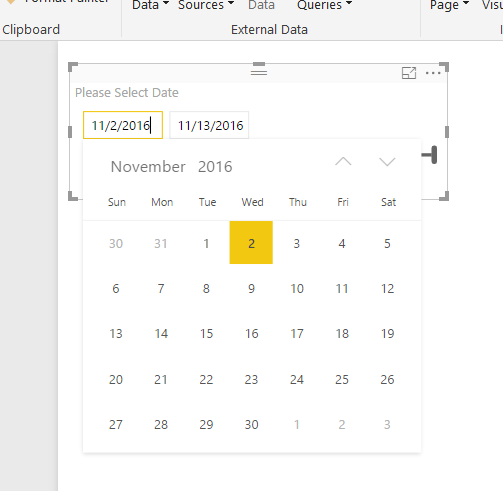 Format Painter
Data Sources Data Queries Page
Clipboard External Data
Please Select Date
11/2/2016 11/13/2016
November 2016
Sun Mon Tue Wed Thu Fri Sat
30 31 1 2 3 4 5
6 7 8 9 10 11 12
13 14 15 16 17 18 19
20 21 22 23 24 25 26
27 28 29 30 1 2 3